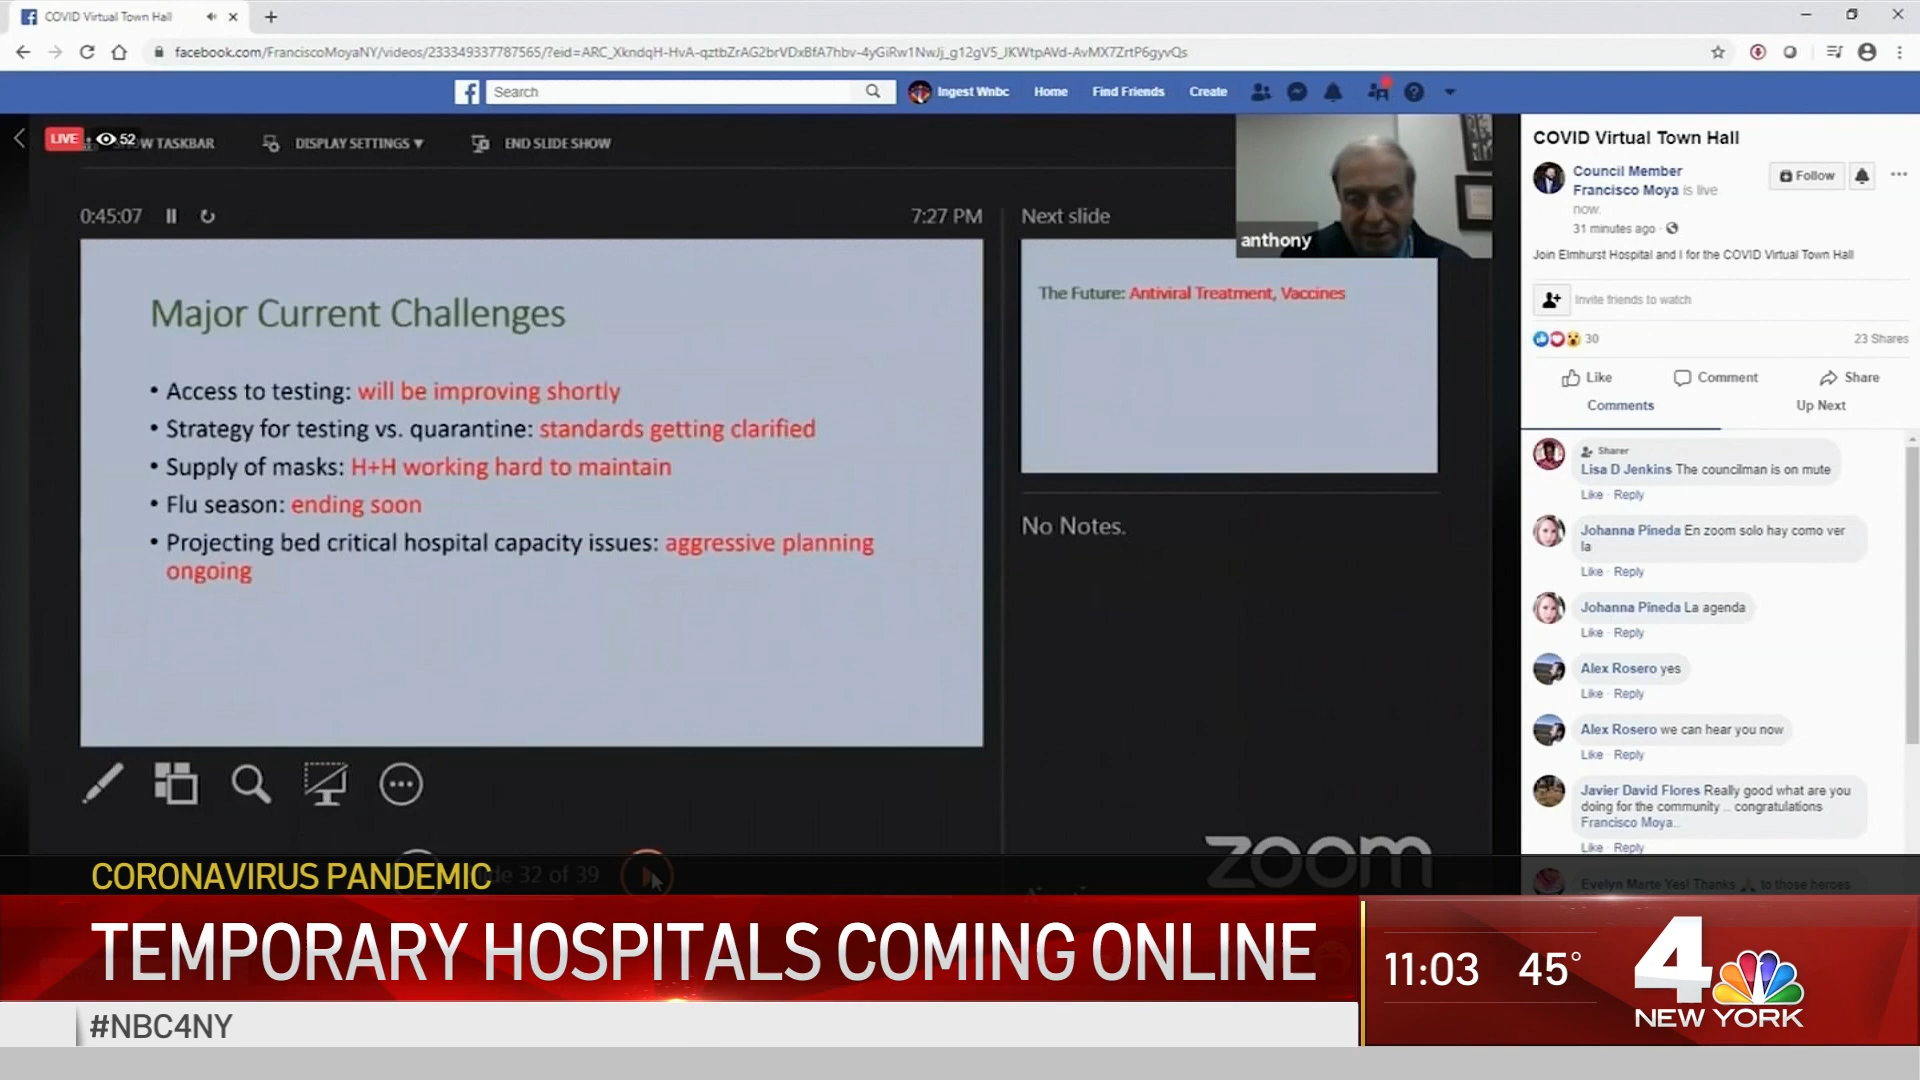 COVID Virtual Town Hall
facebook.com/FranciscoMoyaNY/videos/233349337787565/?eid=ARC_XkndqH-HvA-qztbZrAG2brVDxBfA7hbv-4yGiRw1NwJj_g12gV5_JKWtpAVd-AvMX7ZrtP6gyvQs
Search
Ingest Wnbc
Home
Find Friends
Create
LIVE
52
W TASKBAR
DISPLAY SETTINGS ▾
END SLIDE SHOW
0:45:07
7:27 PM
Next slide
anthony
Major Current Challenges
• Access to testing: will be improving shortly
• Strategy for testing vs. quarantine: standards getting clarified
• Supply of masks: H+H working hard to maintain
• Flu season: ending soon
• Projecting bed critical hospital capacity issues: aggressive planning
ongoing
The Future: Antiviral Treatment, Vaccines
No Notes.
32 of 39
zoom
COVID Virtual Town Hall
Council Member
Francisco Moya is live
now.
31 minutes ago ·
Follow
Join Elmhurst Hospital and I for the COVID Virtual Town Hall
Invite friends to watch
30
23 Shares
Like
Comment
Share
Comments
Up Next
Sharer
Lisa D Jenkins The councilman is on mute
Like · Reply
Johanna Pineda En zoom solo hay como ver
la
Like · Reply
Johanna Pineda La agenda
Like · Reply
Alex Rosero yes
Like · Reply
Alex Rosero we can hear you now
Like · Reply
Javier David Flores Really good what are you
doing for the community ... congratulations
Francisco Moya..
Like · Reply
Evelyn Marte Yes! Thanks 🙏 to those heroes
CORONAVIRUS PANDEMIC
TEMPORARY HOSPITALS COMING ONLINE
#NBC4NY
11:03 45°
4
NEW YORK